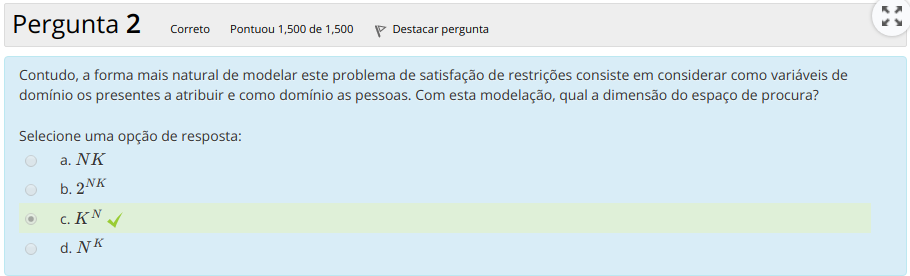 Pergunta 2 Correto Pontuou 1,500 de 1,500 Destacar pergunta
Contudo, a forma mais natural de modelar este problema de satisfação de restrições consiste em considerar como variáveis de
domínio os presentes a atribuir e como domínio as pessoas. Com esta modelação, qual a dimensão do espaço de procura?
Selecione uma opção de resposta:
a. NK
b. 2^{NK}
c. K^N ✓
d. N^K